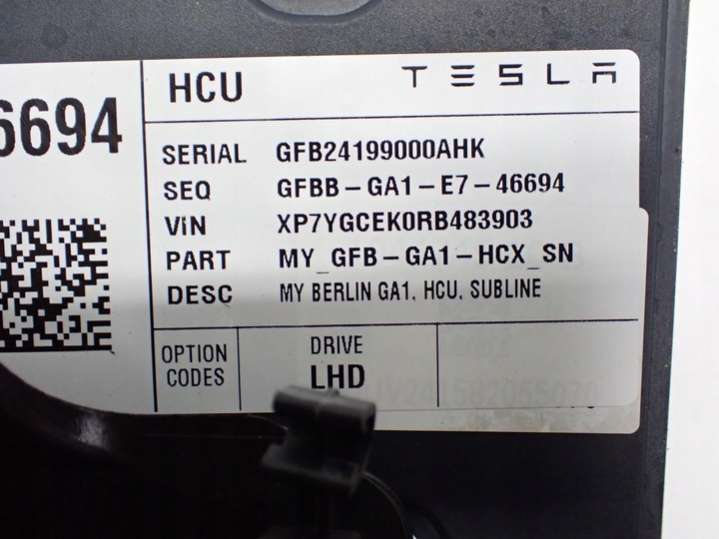 6694
HCU
TESLA
SERIAL GFB24199000AHK
SEQ GFBB-GA1-E7-46694
VIN XP7YGCEK0RB483903
PART MY_GFB-GA1-HCX_SN
DESC MY BERLIN GA1, HCU, SUBLINE
OPTION CODES
DRIVE
LHD